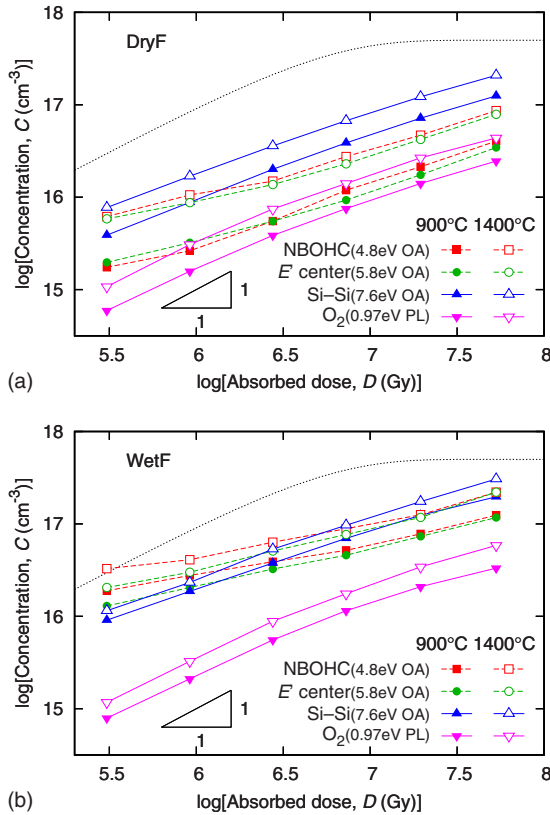 18
DryF
17
16
15
log[Concentration, C (cm⁻³)]
900°C 1400°C
NBOHC(4.8eV OA)
E′ center(5.8eV OA)
Si–Si(7.6eV OA)
O₂(0.97eV PL)
1
1
5.5 6 6.5 7 7.5 8
(a) log[Absorbed dose, D (Gy)]
18
WetF
17
16
15
log[Concentration, C (cm⁻³)]
900°C 1400°C
NBOHC(4.8eV OA)
E′ center(5.8eV OA)
Si–Si(7.6eV OA)
O₂(0.97eV PL)
1
1
5.5 6 6.5 7 7.5 8
(b) log[Absorbed dose, D (Gy)]